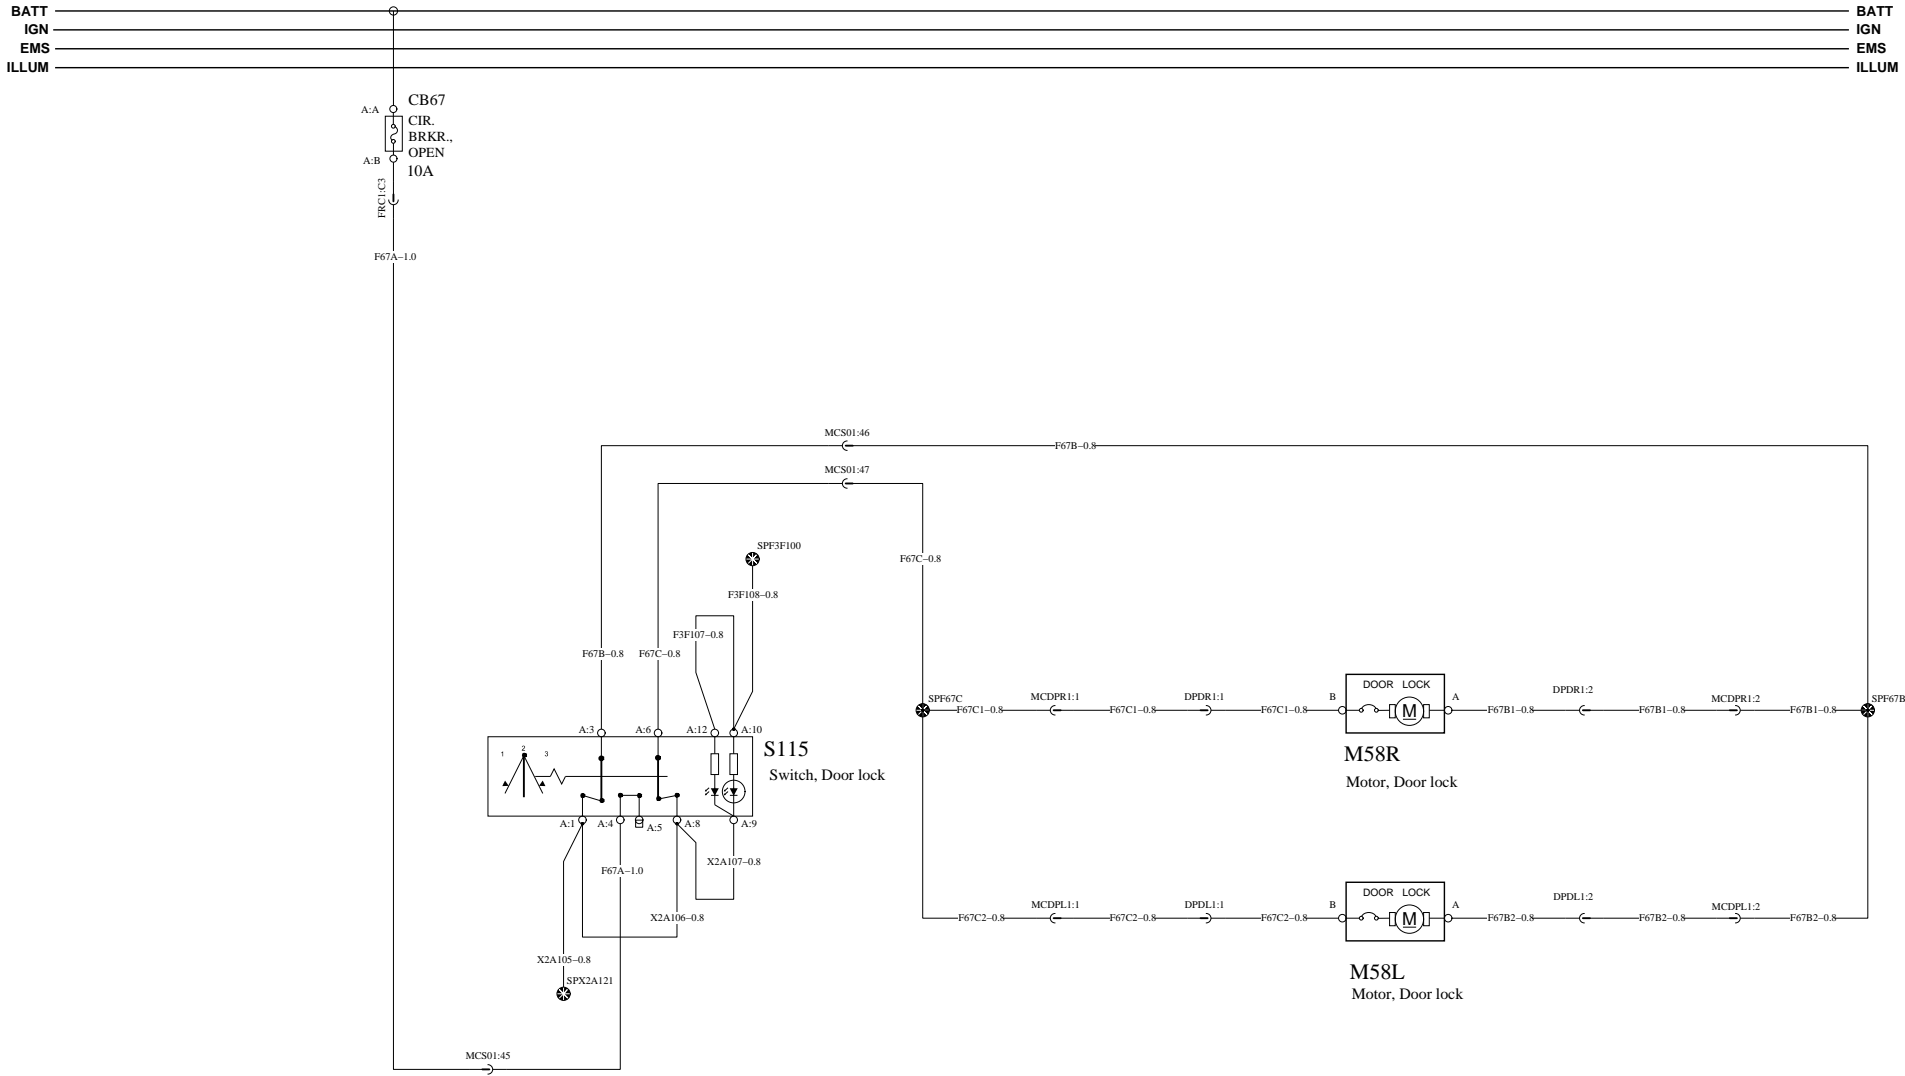 BATT BATT
IGN IGN
EMS EMS
ILLUM ILLUM
CB67
A:A
CIR.
BRKR.,
OPEN
A:B
10A
FRC1:C3
F67A–1.0
MCS01:46
F67B–0.8
MCS01:47
SPF3F100
F67C–0.8
F3F108–0.8
F3F107–0.8
F67B–0.8 F67C–0.8
DOOR LOCK
SPF67C MCDPR1:1 DPDR1:1 B A DPDR1:2 MCDPR1:2 SPF67B
F67C1–0.8 F67C1–0.8 F67C1–0.8 M F67B1–0.8 F67B1–0.8 F67B1–0.8
A:3 A:6 A:12 A:10
S115
M58R
1 2 3
Switch, Door lock
Motor, Door lock
A:1 A:4 A:5 A:8 A:9
X2A107–0.8
F67A–1.0
DOOR LOCK
MCDPL1:1 DPDL1:1 B A DPDL1:2 MCDPL1:2
F67C2–0.8 F67C2–0.8 F67C2–0.8 M F67B2–0.8 F67B2–0.8 F67B2–0.8
X2A106–0.8
X2A105–0.8
M58L
SPX2A121
Motor, Door lock
MCS01:45